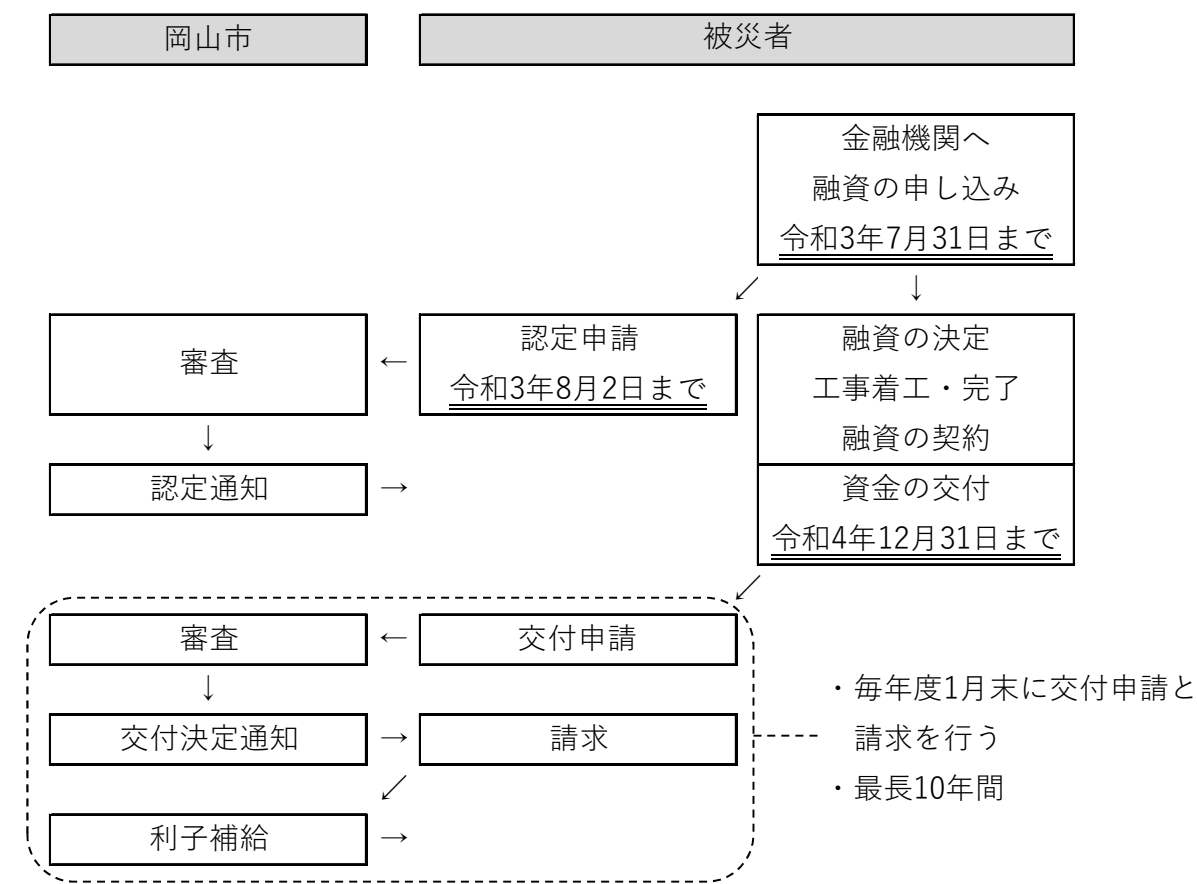 岡山市
被災者
金融機関へ
融資の申し込み
令和3年7月31日まで
↙ ↓
審査
←
認定申請
令和3年8月2日まで
融資の決定
工事着工・完了
融資の契約
↓
認定通知
→
資金の交付
令和4年12月31日まで
↙
審査
←
交付申請
↓
交付決定通知
→
請求
↙
利子補給
→
・毎年度1月末に交付申請と
請求を行う
・最長10年間